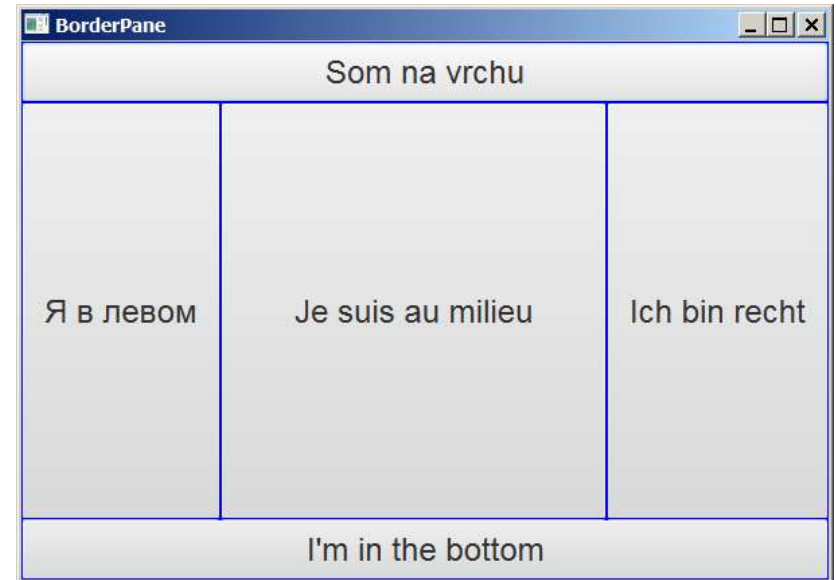 BorderPane
Som na vrchu
Я в левом
Je suis au milieu
Ich bin recht
I'm in the bottom